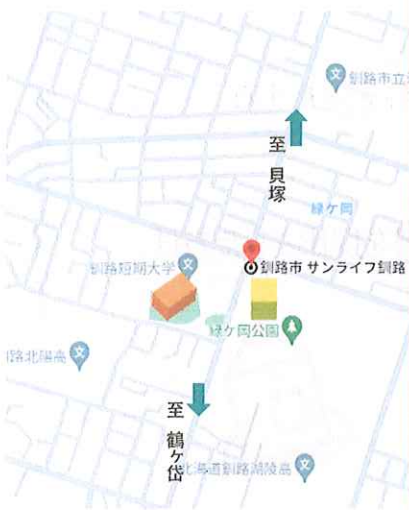 釧路市立
至 貝塚
緑ケ岡
釧路市 サンライフ釧路
釧路短期大学
緑ケ岡公園
路北陽高
至 鶴ケ岱
北海道釧路湖陵高